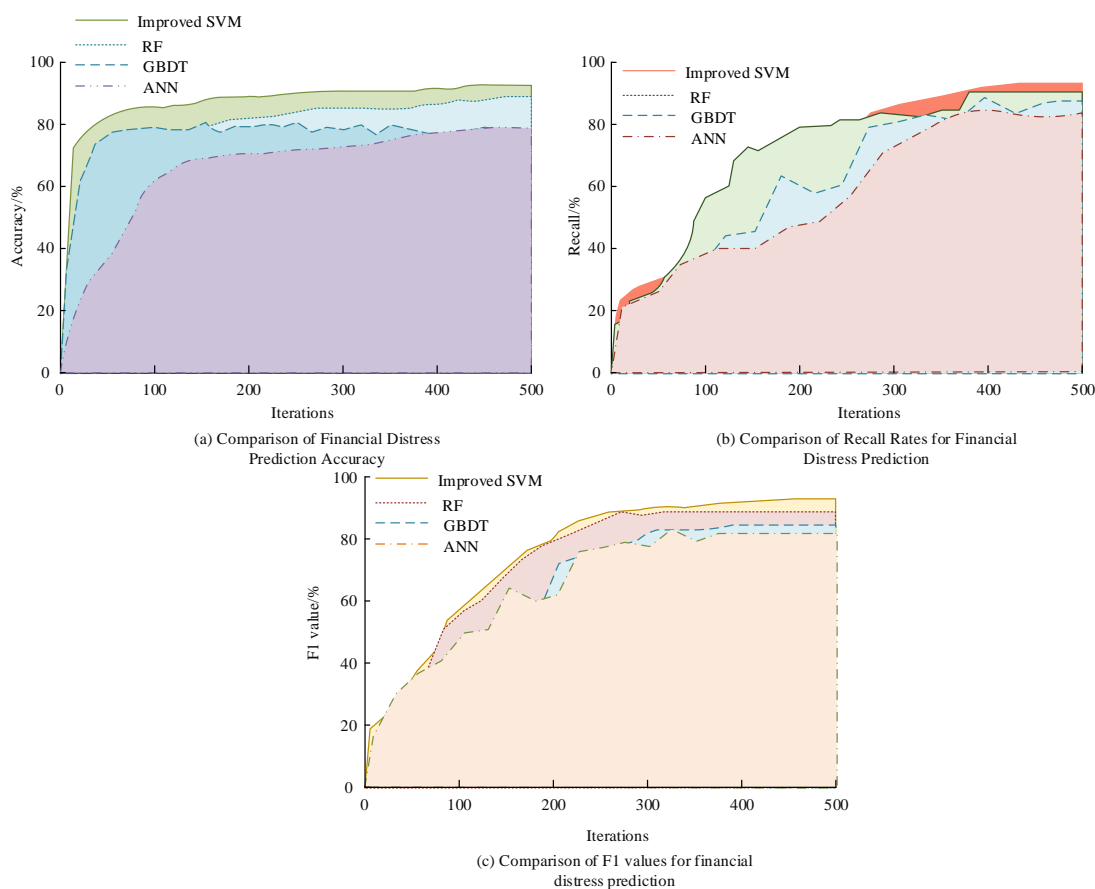 Improved SVM
RF
GBDT
ANN
100
80
60
40
20
0
Accuracy/%
0 100 200 300 400 500
Iterations
(a) Comparison of Financial Distress
Prediction Accuracy
Improved SVM
RF
GBDT
ANN
100
80
60
40
20
0
Recall/%
0 100 200 300 400 500
Iterations
(b) Comparison of Recall Rates for Financial
Distress Prediction
Improved SVM
RF
GBDT
ANN
100
80
60
40
20
0
F1 value/%
0 100 200 300 400 500
Iterations
(c) Comparison of F1 values for financial
distress prediction